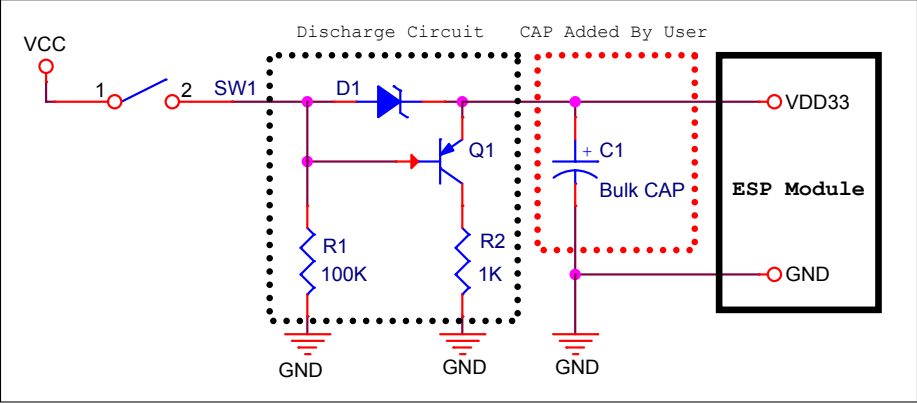 Discharge Circuit
CAP Added By User
VCC
1
2
SW1
D1
VDD33
Q1
+ C1
Bulk CAP
ESP Module
R1
100K
R2
1K
GND
GND
GND
GND